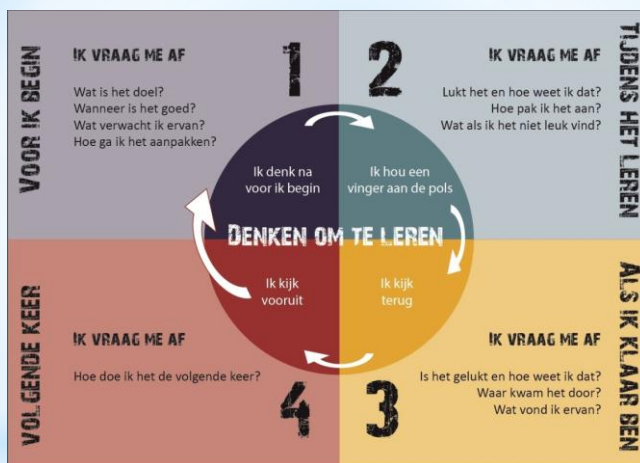 VOOR IK BEGIN
IK VRAAG ME AF
1
Wat is het doel?
Wanneer is het goed?
Wat verwacht ik ervan?
Hoe ga ik het aanpakken?
2
IK VRAAG ME AF
Lukt het en hoe weet ik dat?
Hoe pak ik het aan?
Wat als ik het niet leuk vind?
TIJDENS HET LEREN
Ik denk na
voor ik begin
Ik hou een
vinger aan de pols
DENKEN OM TE LEREN
Ik kijk
vooruit
Ik kijk
terug
VOLGENDE KEER
IK VRAAG ME AF
Hoe doe ik het de volgende keer?
4
3
IK VRAAG ME AF
Is het gelukt en hoe weet ik dat?
Waar kwam het door?
Wat vond ik ervan?
ALS IK KLAAR BEN